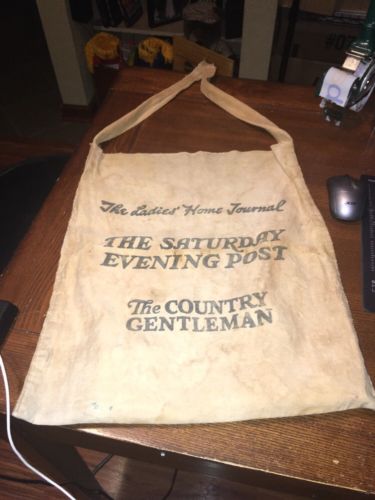 The Ladies' Home Journal
THE SATURDAY
EVENING POST
The COUNTRY
GENTLEMAN